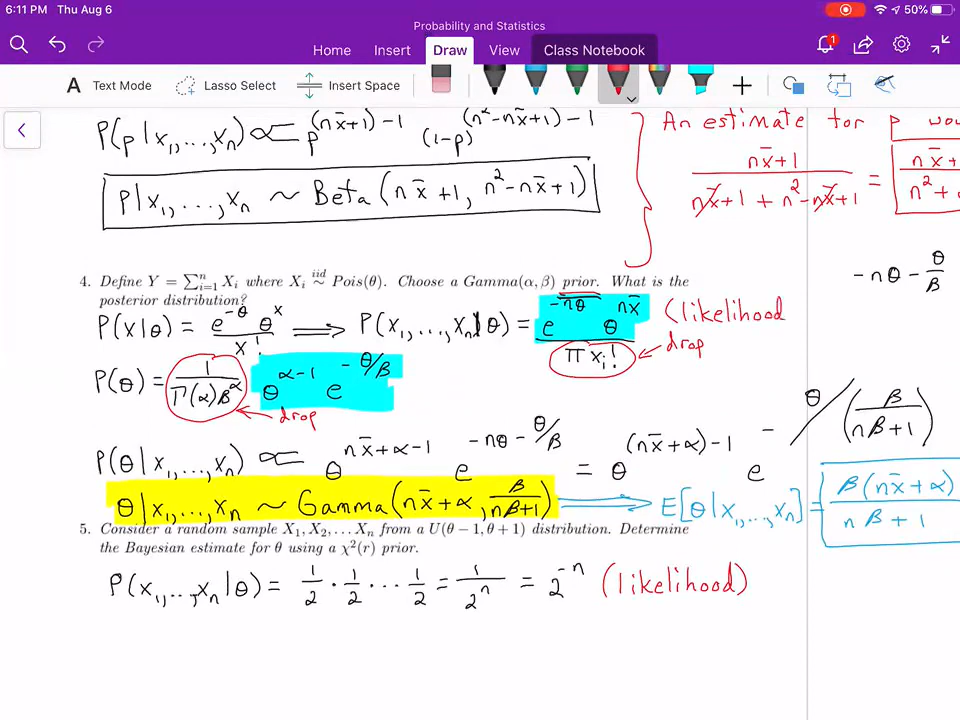 6:11 PM Thu Aug 6 50%
Probability and Statistics
Home Insert Draw View Class Notebook 1
A Text Mode Lasso Select Insert Space
P(p|x₁,...,xₙ) ∝ p^((nx̄+1)-1) (1-p)^((n²-nx̄+1)-1)
p|x₁,...,xₙ ~ Beta(nx̄+1, n²-nx̄+1)
An estimate for p
(nx̄+1)/(nx̄+1+n²-nx̄+1) =
-nθ - θ/β
4. Define Y = ∑ᵢ₌₁ⁿ Xᵢ where Xᵢ iid~ Pois(θ). Choose a Gamma(α, β) prior. What is the
posterior distribution?
P(x|θ) = e^(-θ) θ^x / x! ⟹ P(x₁,...,xₙ|θ) = e^(-nθ) θ^(nx̄) / π xᵢ! (likelihood
drop
P(θ) = 1/(Γ(α)β^α) θ^(α-1) e^(-θ/β)
drop
P(θ|x₁,...,xₙ) ∝ θ^(nx̄+α-1) e^(-nθ-θ/β) = θ^((nx̄+α)-1) e^(-θ/(β/(nβ+1)))
θ|x₁,...,xₙ ~ Gamma(nx̄+α, β/(nβ+1)) ⟹ E[θ|x₁,...,xₙ] = β(nx̄+α)/(nβ+1)
5. Consider a random sample X₁, X₂, ... Xₙ from a U(θ − 1, θ + 1) distribution. Determine
the Bayesian estimate for θ using a χ²(r) prior.
P(x₁,...,xₙ|θ) = 1/2 · 1/2 ··· 1/2 = 1/2ⁿ = 2⁻ⁿ (likelihood)